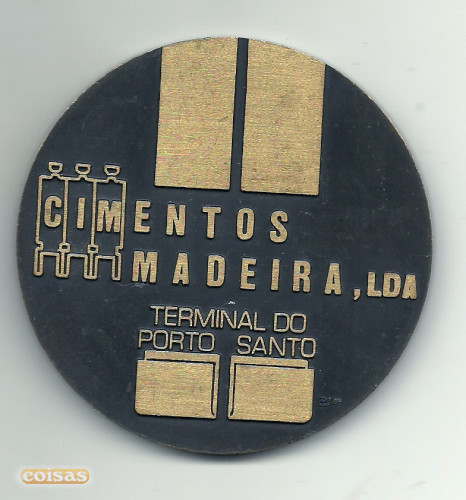 CIMENTOS
MADEIRA, LDA
TERMINAL DO
PORTO SANTO
coisas